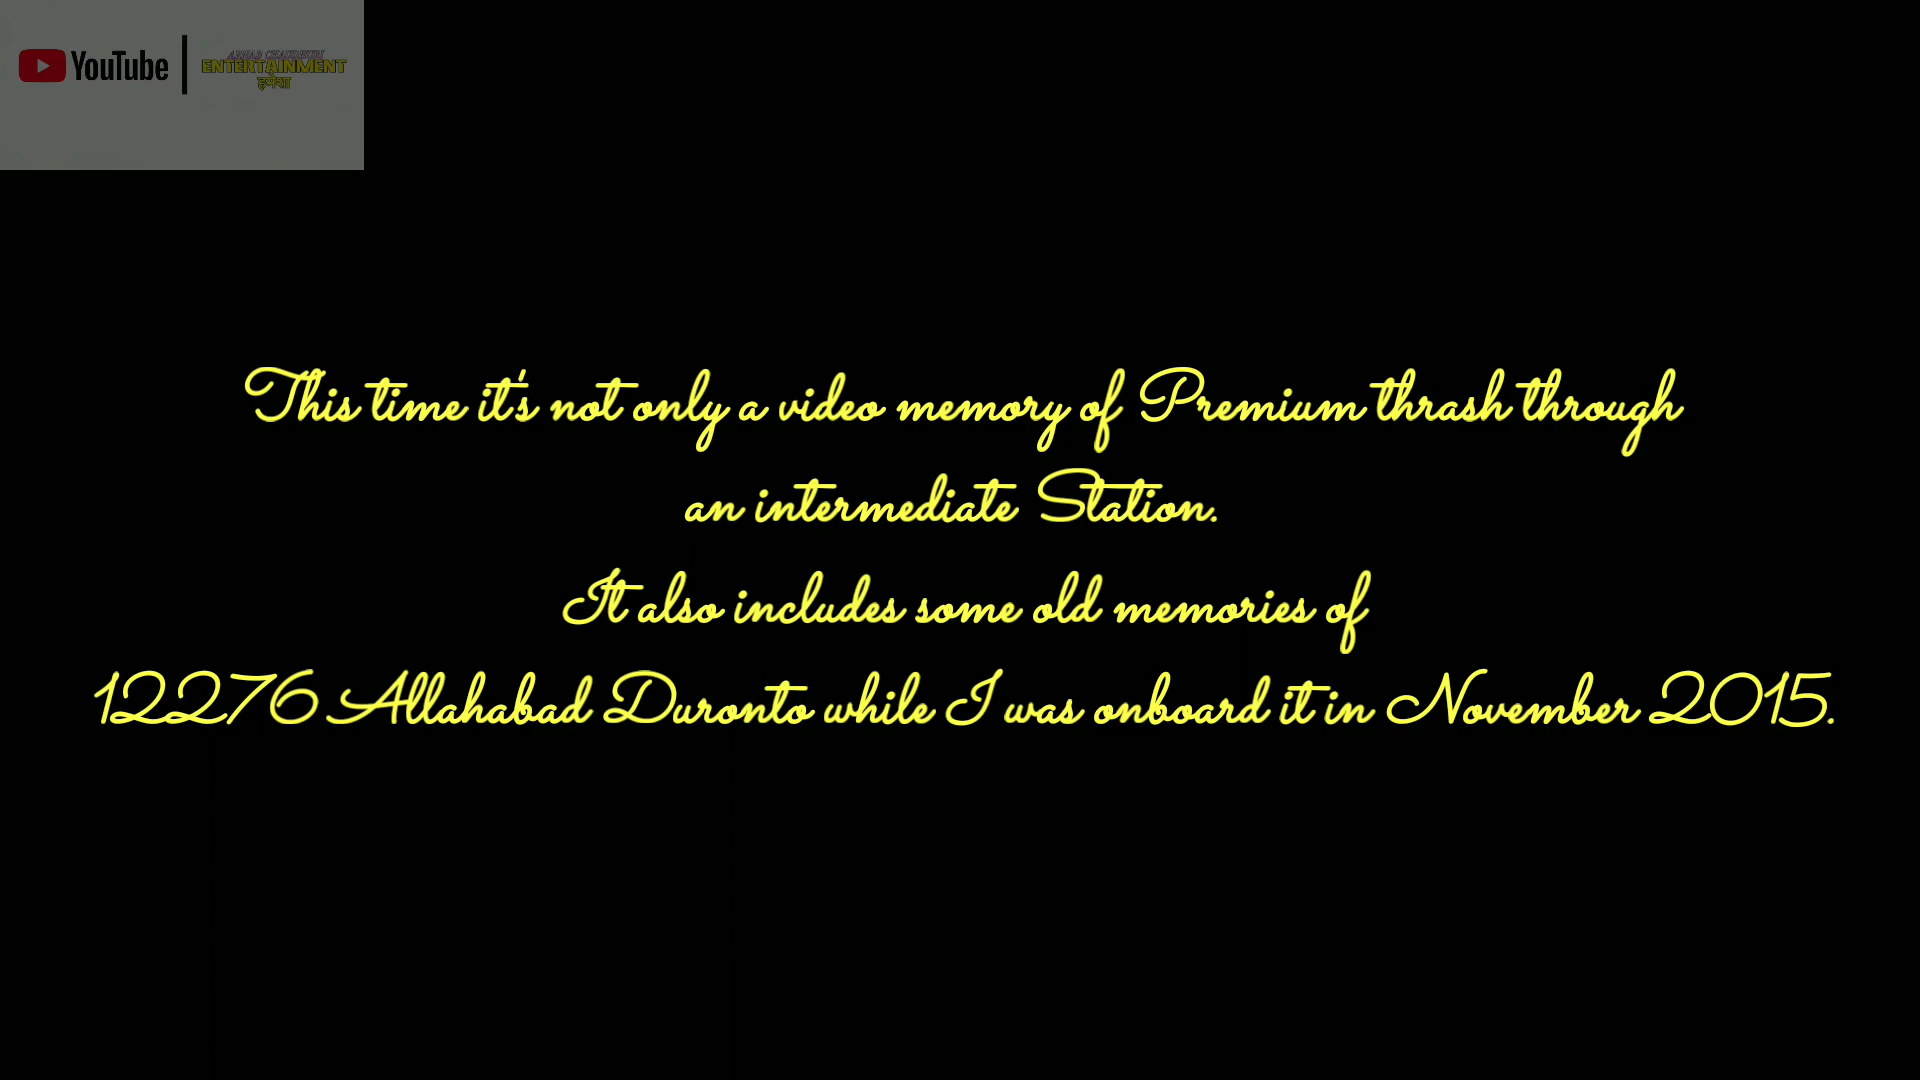 YouTube
ENTERTAINMENT
हमेशा
This time it's not only a video memory of Premium thrash through
an intermediate Station.
It also includes some old memories of
12276 Allahabad Duronto while I was onboard it in November 2015.